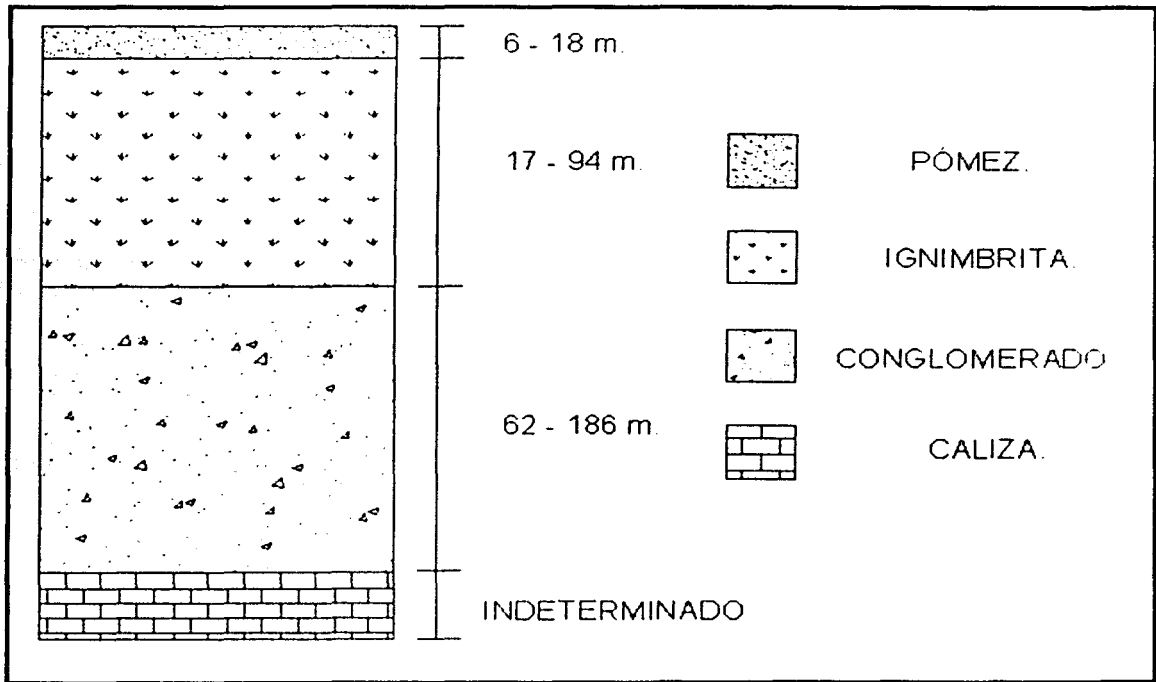 6 - 18 m.
17 - 94 m.
62 - 186 m.
INDETERMINADO
PÓMEZ.
IGNIMBRITA.
CONGLOMERADO
CALIZA.